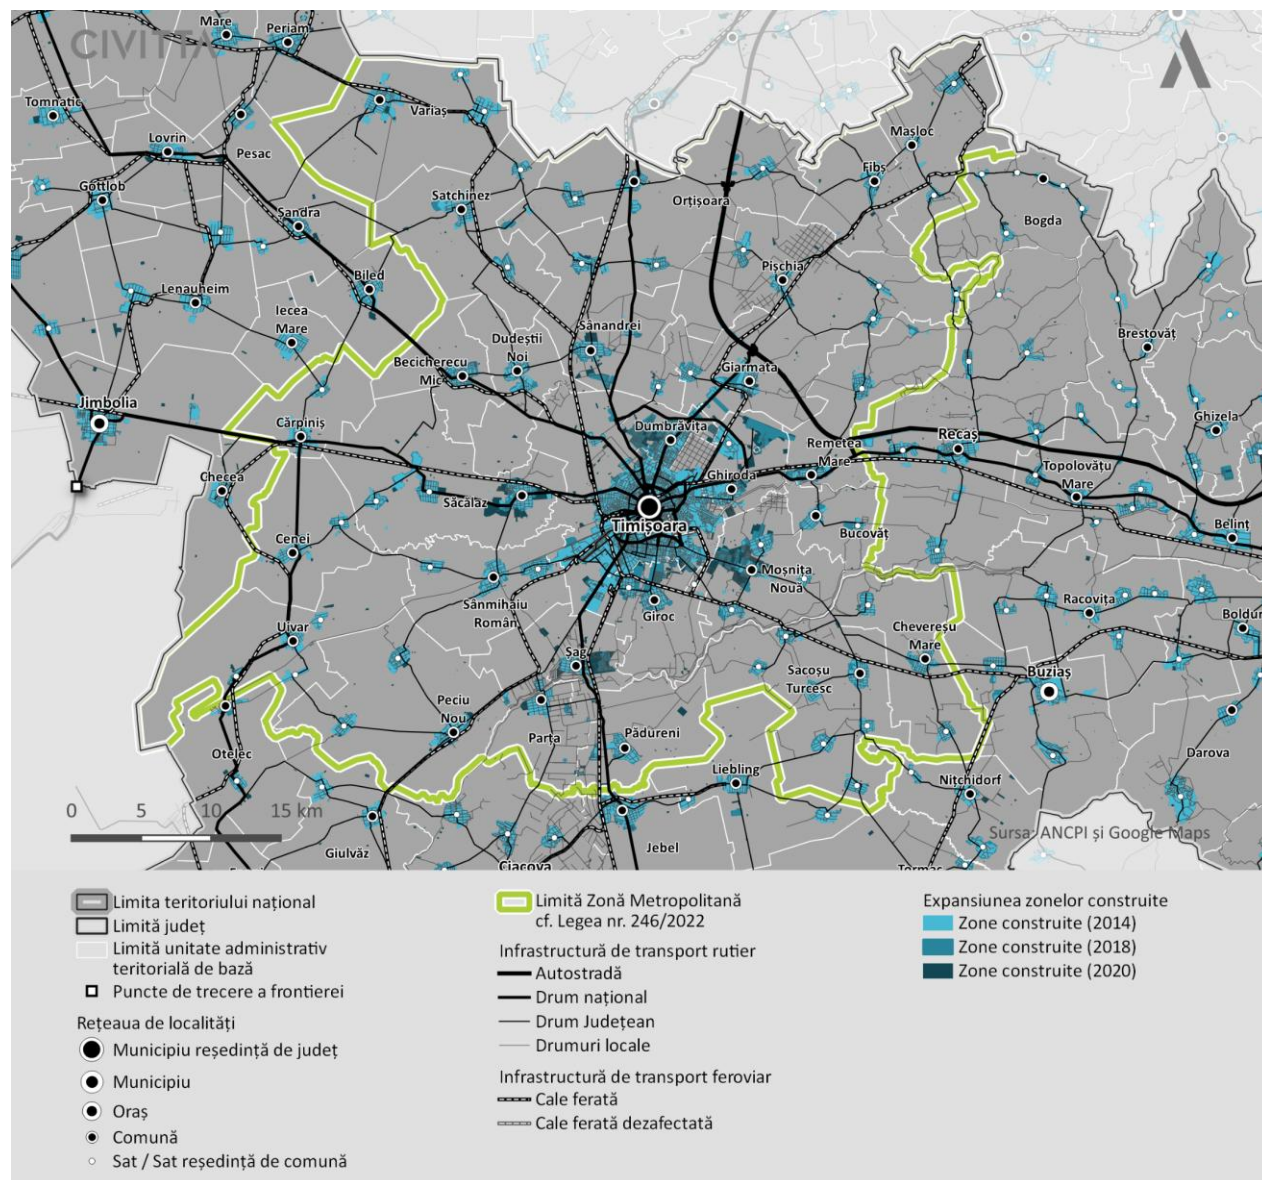 CIVITTA
Mare
Periam
Tomnatic
Variaș
Lovrin
Pesac
Mașloc
Fibș
Gottlob
Satchinez
Orțișoara
Șandra
Bogda
Pișchia
Biled
Lenauheim
Iecea
Mare
Dudeștii
Noi
Sânandrei
Brestovăț
Becicherecu
Mic
Giarmata
Jimbolia
Ghizela
Cărpiniș
Dumbrăvița
Recaș
Remetea
Mare
Topolovățu
Mare
Checea
Ghiroda
Săcălaz
Timișoara
Belinț
Bucovăț
Cenei
Moșnița
Nouă
Sânmihaiu
Român
Giroc
Racovița
Boldur
Uivar
Chevereșu
Mare
Șag
Sacoșu
Turcesc
Buziaș
Peciu
Nou
Parța
Pădureni
Otelec
Darova
Liebling
Nițchidorf
0 5 10 15 km
Sursa: ANCPI și Google Maps
Giulvăz
Jebel
Ciacova
Limita teritoriului național
Limită județ
Limită unitate administrativ
teritorială de bază
Puncte de trecere a frontierei
Rețeaua de localități
Municipiu reședință de județ
Municipiu
Oraș
Comună
Sat / Sat reședință de comună
Limită Zonă Metropolitană
cf. Legea nr. 246/2022
Infrastructură de transport rutier
Autostradă
Drum național
Drum Județean
Drumuri locale
Infrastructură de transport feroviar
Cale ferată
Cale ferată dezafectată
Expansiunea zonelor construite
Zone construite (2014)
Zone construite (2018)
Zone construite (2020)